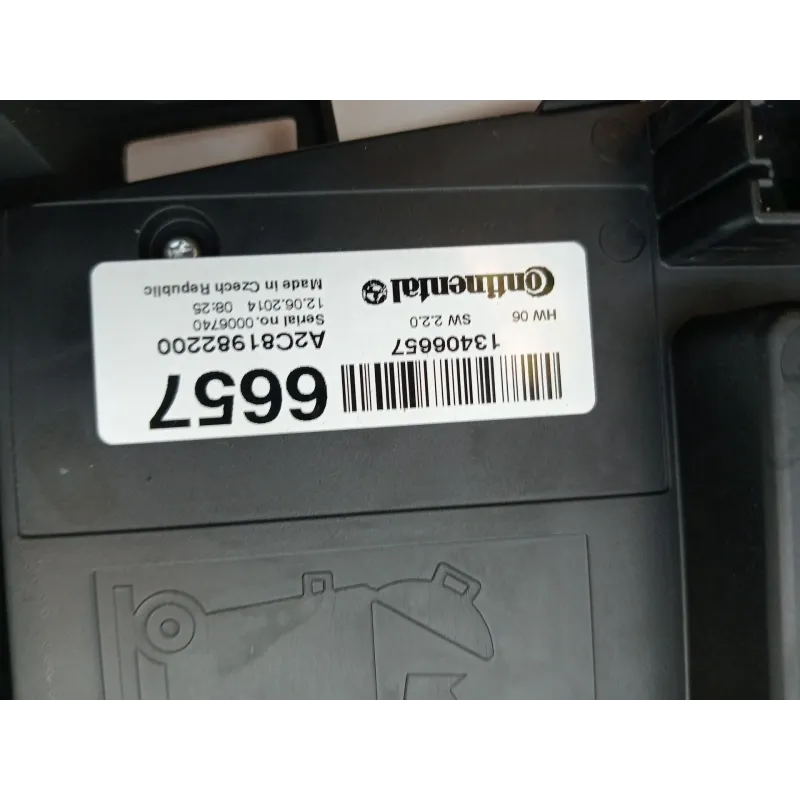 6657
13406657
A2C81982200
HW 06 SW 2.2.0
Serial no.0006740
12.06.2014 08:25
Continental
Made in Czech Republic